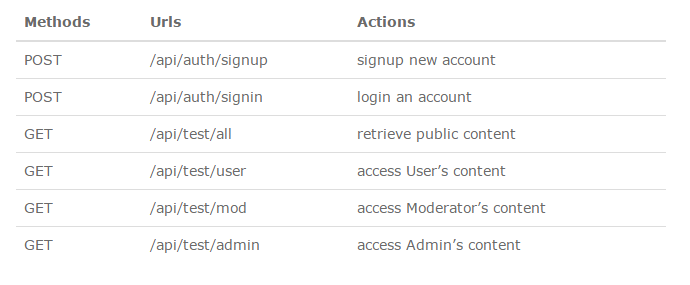 Methods Urls Actions
POST /api/auth/signup signup new account
POST /api/auth/signin login an account
GET /api/test/all retrieve public content
GET /api/test/user access User’s content
GET /api/test/mod access Moderator’s content
GET /api/test/admin access Admin’s content